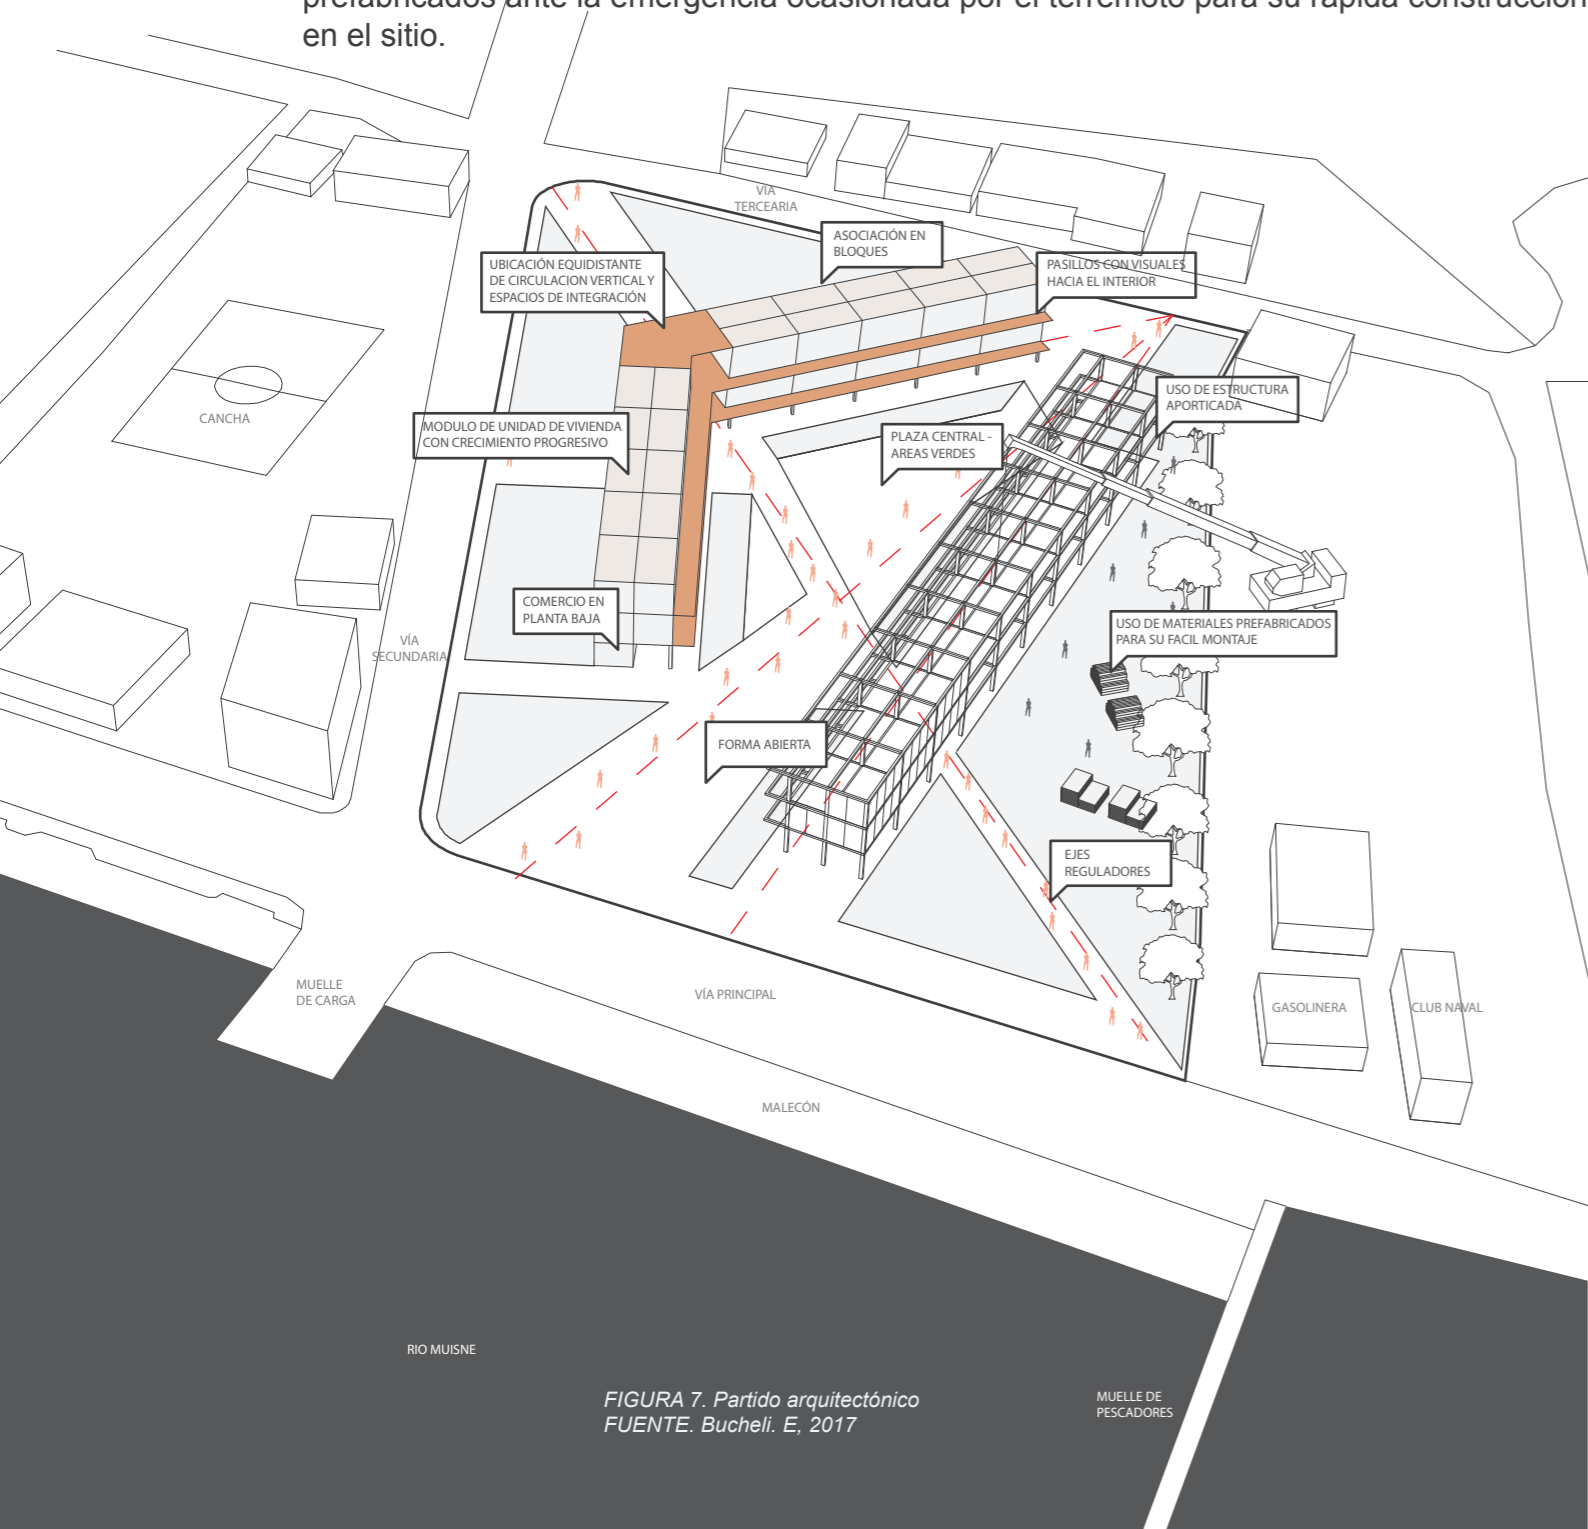 prefabricados ante la emergencia ocasionada por el terremoto para su rápida construcción
en el sitio.
VÍA
TERCEARIA
ASOCIACIÓN EN
BLOQUES
UBICACIÓN EQUIDISTANTE
DE CIRCULACION VERTICAL Y
ESPACIOS DE INTEGRACIÓN
PASILLOS CON VISUALES
HACIA EL INTERIOR
USO DE ESTRUCTURA
APORTICADA
CANCHA
MODULO DE UNIDAD DE VIVIENDA
CON CRECIMIENTO PROGRESIVO
PLAZA CENTRAL -
AREAS VERDES
COMERCIO EN
PLANTA BAJA
USO DE MATERIALES PREFABRICADOS
PARA SU FACIL MONTAJE
VÍA
SECUNDARIA
FORMA ABIERTA
EJES
REGULADORES
MUELLE
DE CARGA
VÍA PRINCIPAL
GASOLINERA
CLUB NAVAL
MALECÓN
RIO MUISNE
FIGURA 7. Partido arquitectónico
FUENTE. Bucheli. E, 2017
MUELLE DE
PESCADORES